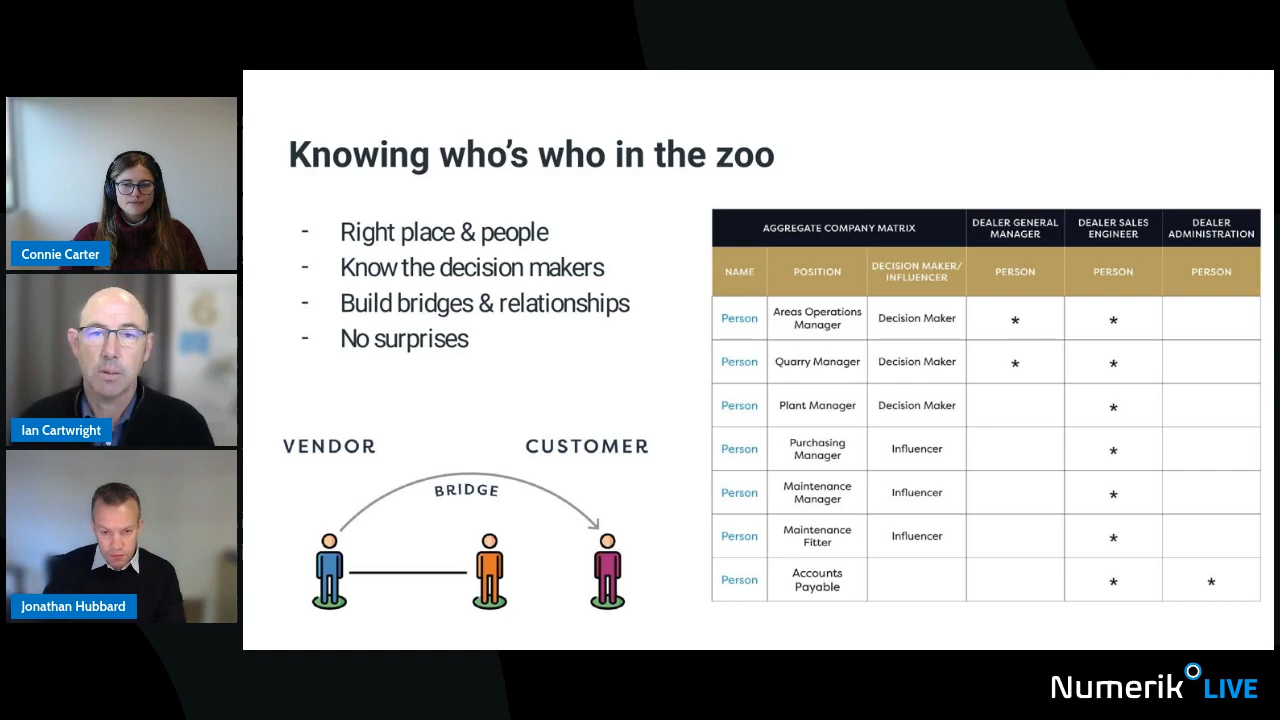 Connie Carter
Ian Cartwright
Jonathan Hubbard
Knowing who's who in the zoo
- Right place & people
- Know the decision makers
- Build bridges & relationships
- No surprises
VENDOR CUSTOMER
BRIDGE
AGGREGATE COMPANY MATRIX DEALER GENERAL MANAGER DEALER SALES ENGINEER DEALER ADMINISTRATION
NAME POSITION DECISION MAKER/ INFLUENCER PERSON PERSON PERSON
Person Areas Operations Manager Decision Maker * *
Person Quarry Manager Decision Maker * *
Person Plant Manager Decision Maker *
Person Purchasing Manager Influencer *
Person Maintenance Manager Influencer *
Person Maintenance Fitter Influencer *
Person Accounts Payable * *
Numerik LIVE